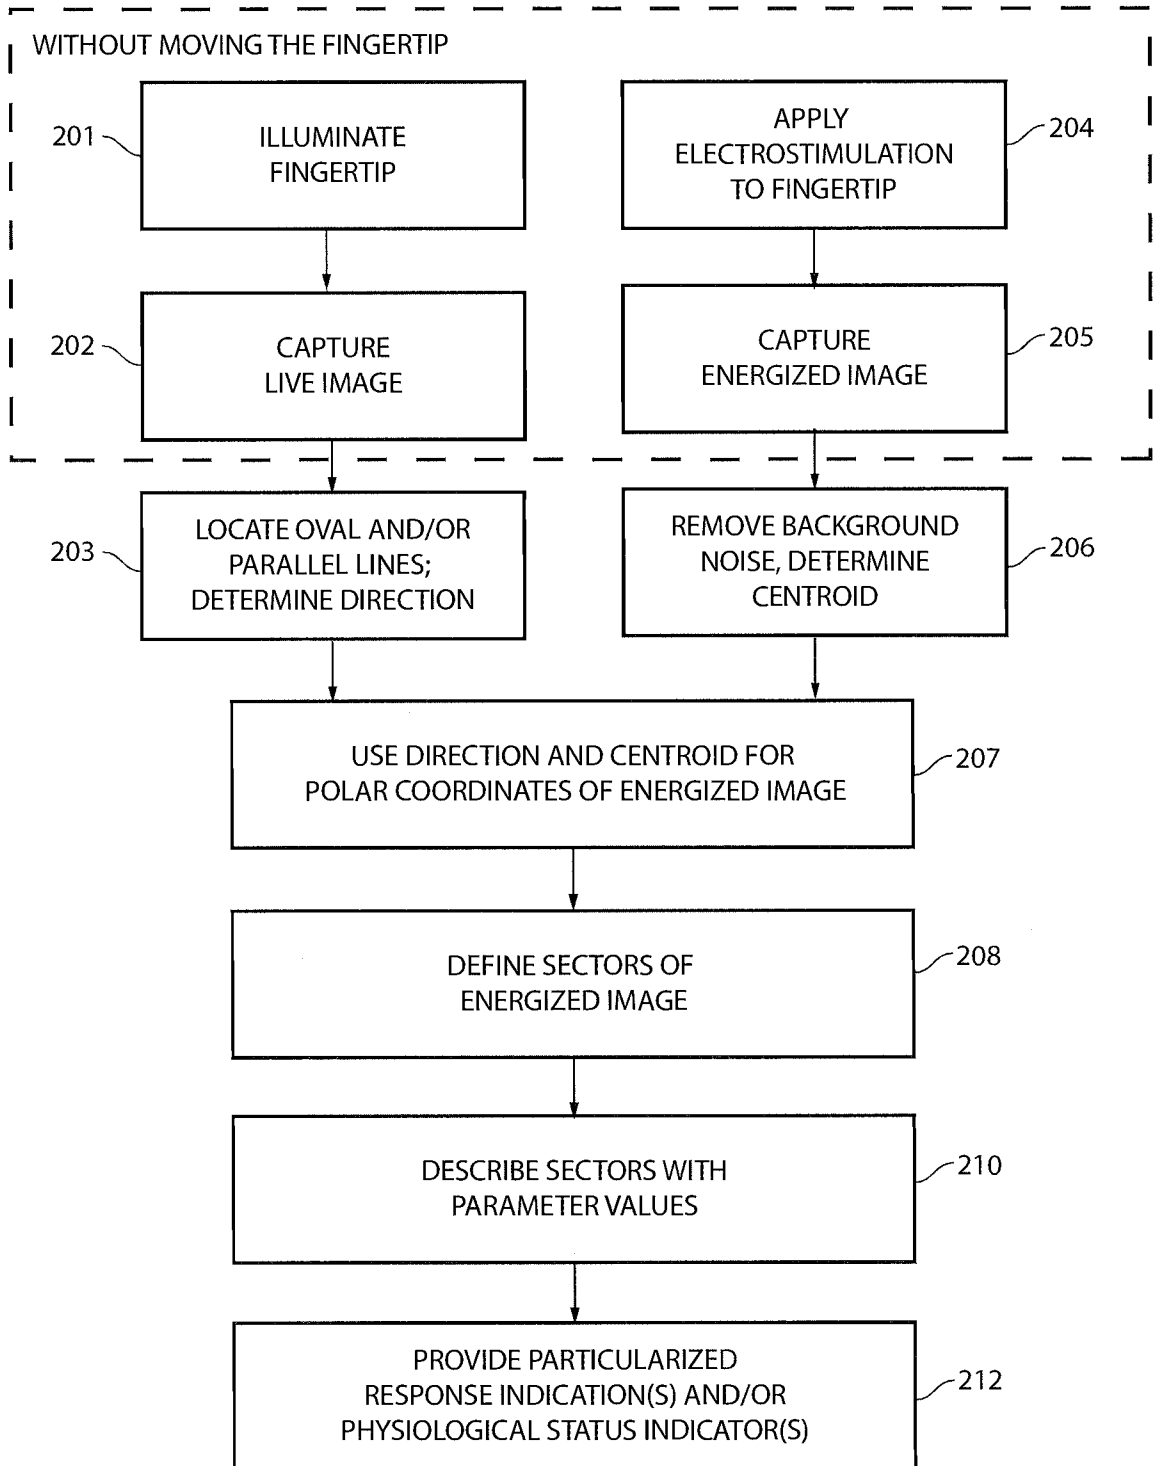 WITHOUT MOVING THE FINGERTIP
201
ILLUMINATE
FINGERTIP
APPLY
ELECTROSTIMULATION
TO FINGERTIP
204
202
CAPTURE
LIVE IMAGE
CAPTURE
ENERGIZED IMAGE
205
203
LOCATE OVAL AND/OR
PARALLEL LINES;
DETERMINE DIRECTION
REMOVE BACKGROUND
NOISE, DETERMINE
CENTROID
206
USE DIRECTION AND CENTROID FOR
POLAR COORDINATES OF ENERGIZED IMAGE
207
DEFINE SECTORS OF
ENERGIZED IMAGE
208
DESCRIBE SECTORS WITH
PARAMETER VALUES
210
PROVIDE PARTICULARIZED
RESPONSE INDICATION(S) AND/OR
PHYSIOLOGICAL STATUS INDICATOR(S)
212